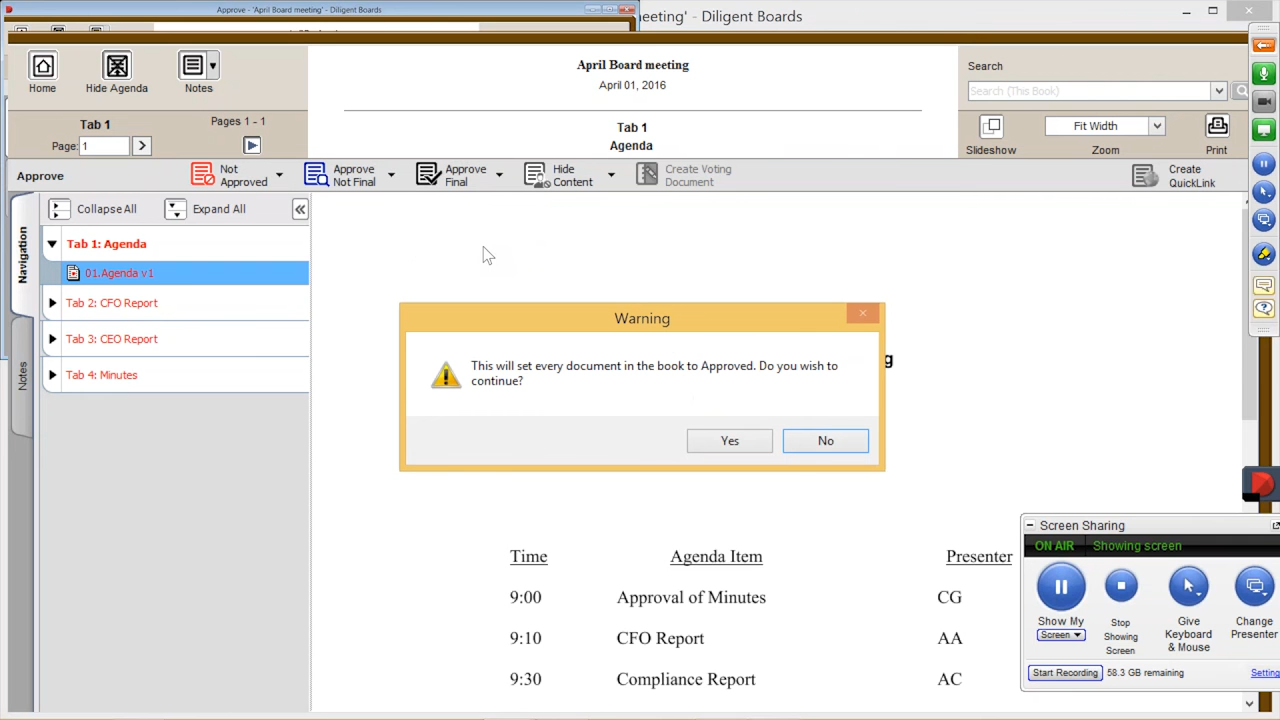 Approve - 'April Board meeting' - Diligent Boards
eeting' - Diligent Boards
Home
Hide Agenda
Notes
April Board meeting
April 01, 2016
Search
Search (This Book)
Tab 1
Pages 1 - 1
Page: 1
Tab 1
Agenda
Slideshow
Fit Width
Zoom
Print
Approve
Not
Approved
Approve
Not Final
Approve
Final
Hide
Content
Create Voting
Document
Create
QuickLink
Navigation
Notes
Collapse All
Expand All
Tab 1: Agenda
01.Agenda v1
Tab 2: CFO Report
Tab 3: CEO Report
Tab 4: Minutes
g
Warning
This will set every document in the book to Approved. Do you wish to
continue?
Yes
No
Time Agenda Item Presenter
9:00 Approval of Minutes CG
9:10 CFO Report AA
9:30 Compliance Report AC
Screen Sharing
ON AIR Showing screen
Show My
Screen
Stop
Showing
Screen
Give
Keyboard
& Mouse
Change
Presenter
Start Recording 58.3 GB remaining Setting